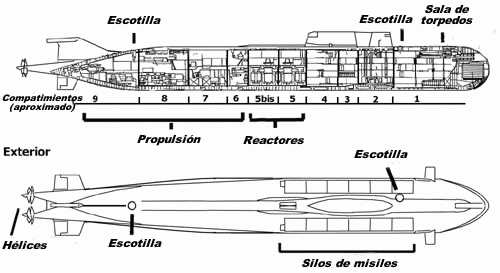 Escotilla
Escotilla
Sala de
torpedos
Compatimientos
(aproximado)
9 8 7 6 5bis 5 4 3 2 1
Propulsión
Reactores
Exterior
Escotilla
Hélices
Escotilla
Silos de misiles